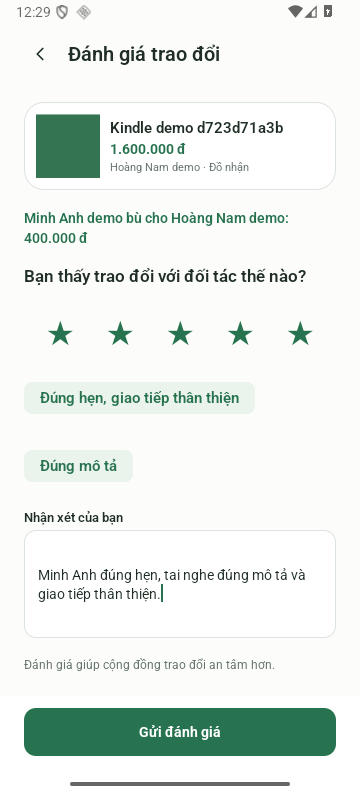 12:29
Đánh giá trao đổi
Kindle demo d723d71a3b
1.600.000 đ
Hoàng Nam demo · Đồ nhận
Minh Anh demo bù cho Hoàng Nam demo:
400.000 đ
Bạn thấy trao đổi với đối tác thế nào?
Đúng hẹn, giao tiếp thân thiện
Đúng mô tả
Nhận xét của bạn
Minh Anh đúng hẹn, tai nghe đúng mô tả và
giao tiếp thân thiện.
Đánh giá giúp cộng đồng trao đổi an tâm hơn.
Gửi đánh giá